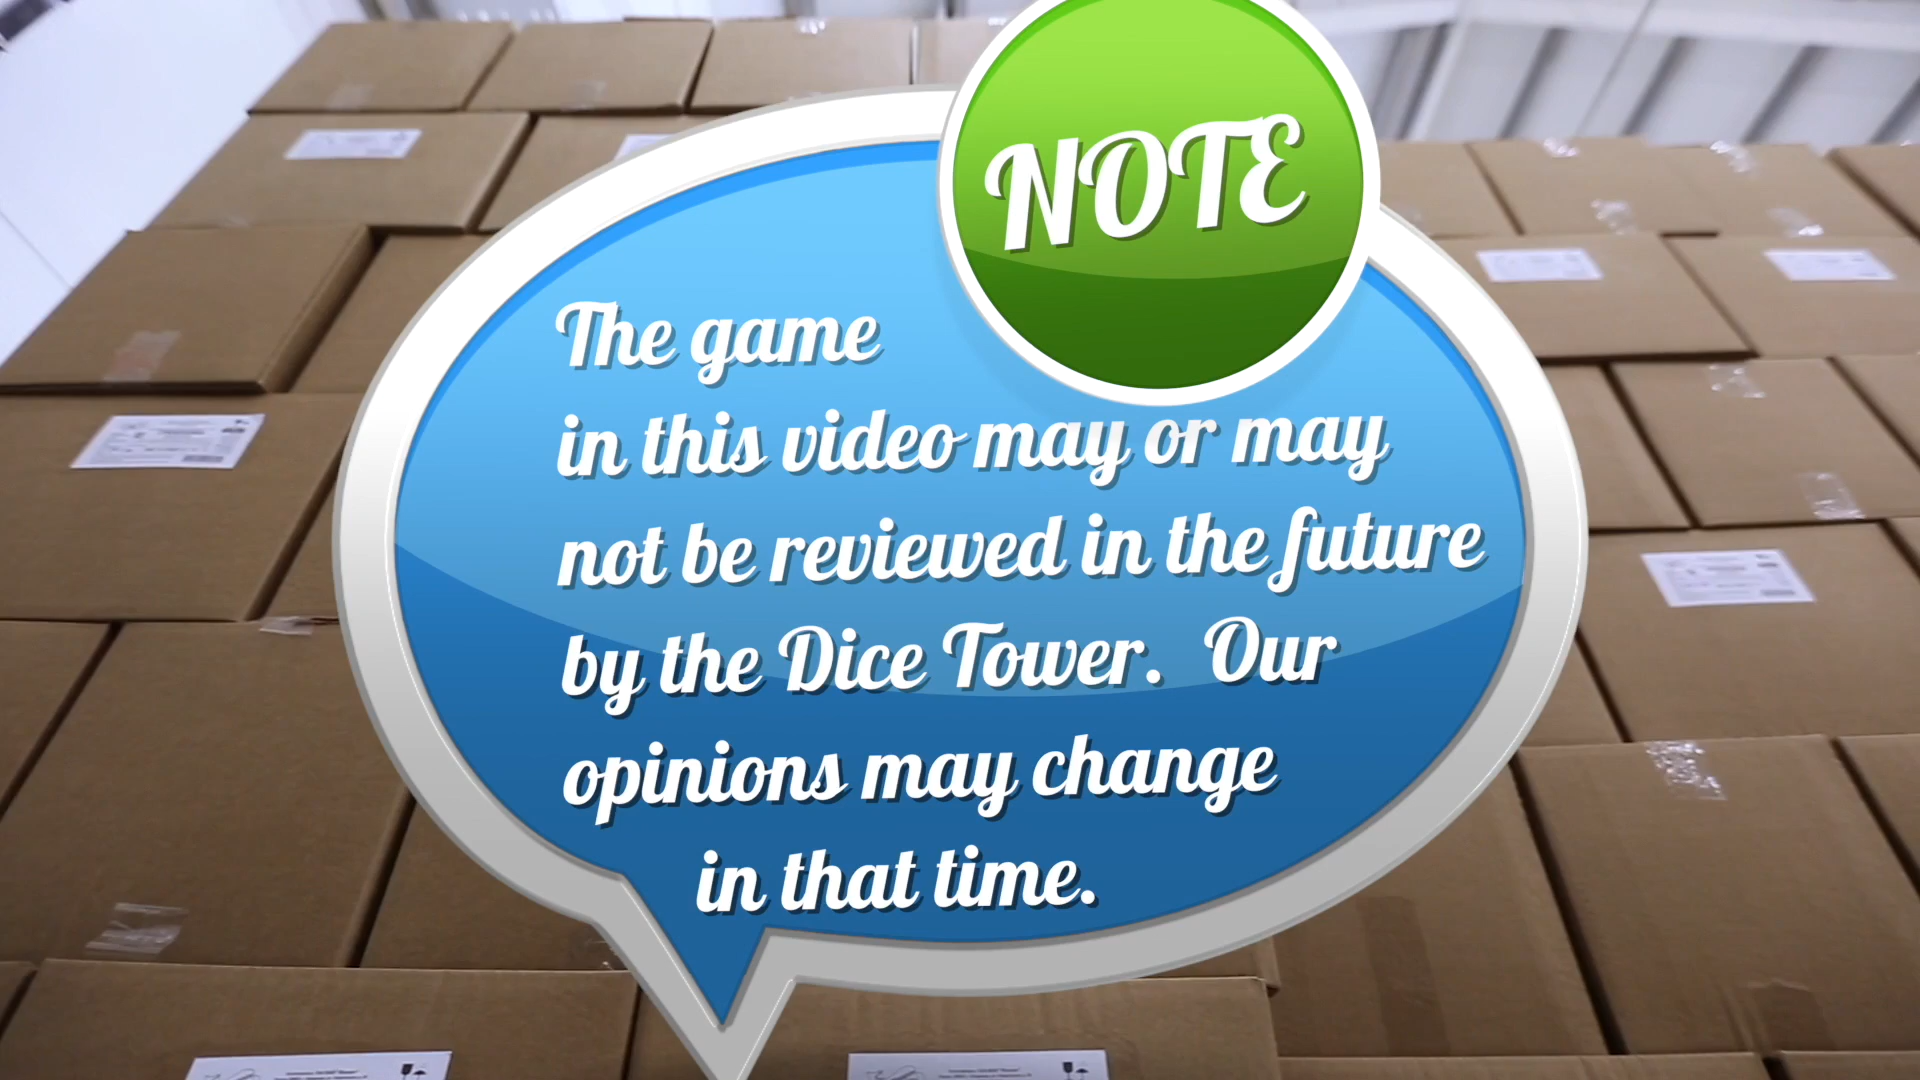 NOTE
The game
in this video may or may
not be reviewed in the future
by the Dice Tower. Our
opinions may change
in that time.